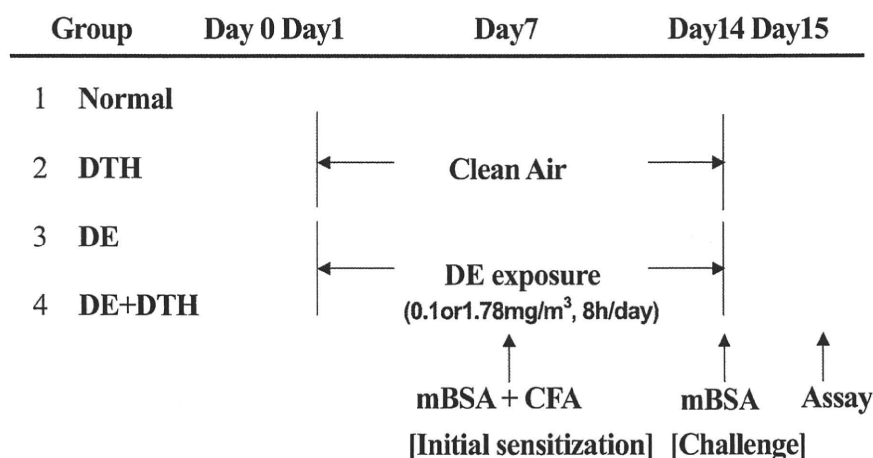 Group Day 0 Day1 Day7 Day14 Day15
1 Normal
2 DTH Clean Air
3 DE
DE exposure
4 DE+DTH (0.1or1.78mg/m³, 8h/day)
mBSA + CFA mBSA Assay
[Initial sensitization] [Challenge]